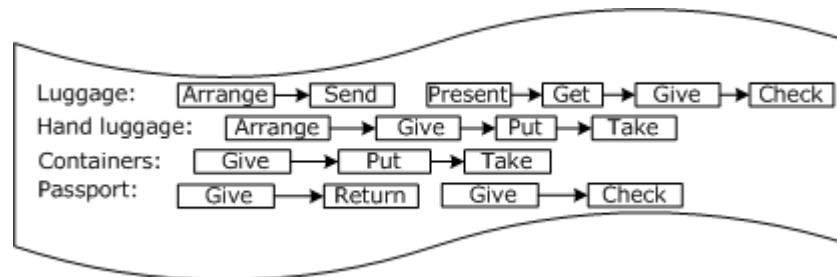 Luggage: Arrange Send Present Get Give Check
Hand luggage: Arrange Give Put Take
Containers: Give Put Take
Passport: Give Return Give Check